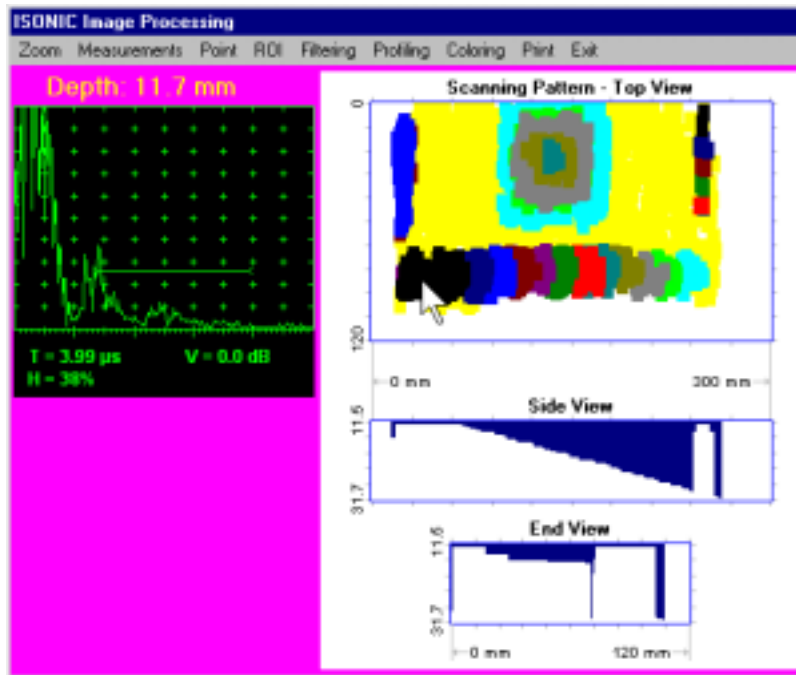 ISONIC Image Processing
Zoom Measurements Point ROI Filtering Profiling Coloring Print Exit
Depth: 11.7 mm
T = 3.99 µs V = 0.0 dB
H = 38%
Scanning Pattern - Top View
0
120
0 mm 300 mm
Side View
11.5
31.7
End View
11.5
31.7
0 mm 120 mm